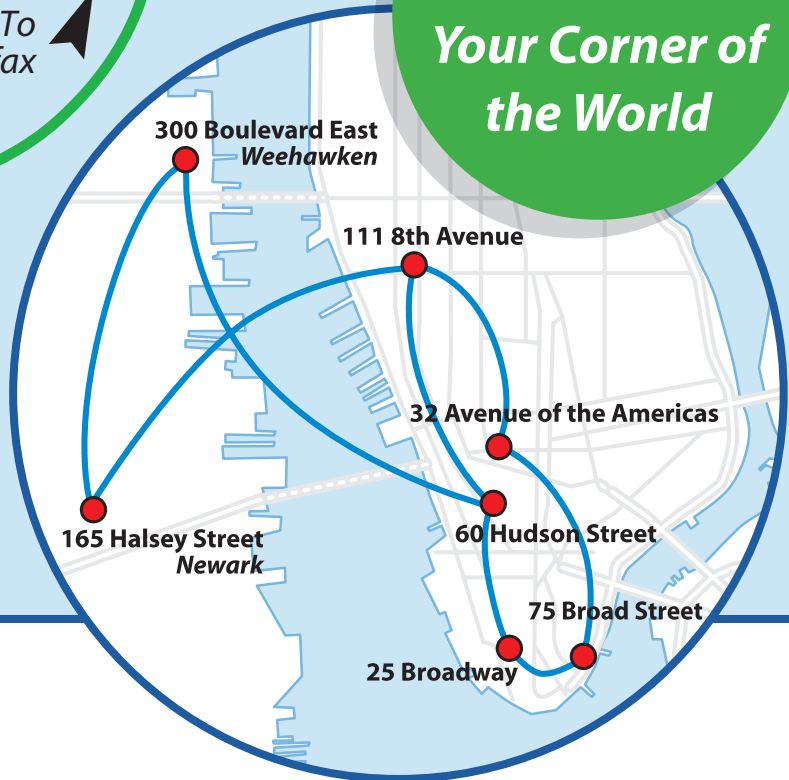 To
Your Corner of
the World
300 Boulevard East
Weehawken
111 8th Avenue
32 Avenue of the Americas
60 Hudson Street
165 Halsey Street
Newark
75 Broad Street
25 Broadway